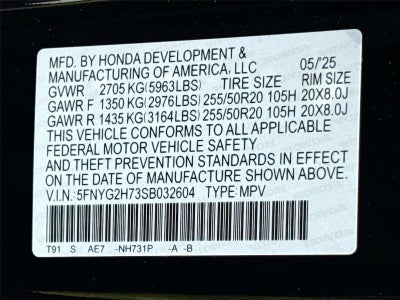 MFD. BY HONDA DEVELOPMENT &
MANUFACTURING OF AMERICA, LLC 05/'25
GVWR 2705 KG(5963LBS) TIRE SIZE RIM SIZE
GAWR F 1350 KG(2976LBS) 255/50R20 105H 20X8.0J
GAWR R 1435 KG(3164LBS) 255/50R20 105H 20X8.0J
THIS VEHICLE CONFORMS TO ALL APPLICABLE
FEDERAL MOTOR VEHICLE SAFETY
AND THEFT PREVENTION STANDARDS IN EFFECT
ON THE DATE OF MANUFACTURE SHOWN ABOVE.
V.I.N.: 5FNYG2H73SB032604 TYPE: MPV
T91 S AE7 -NH731P -A -B